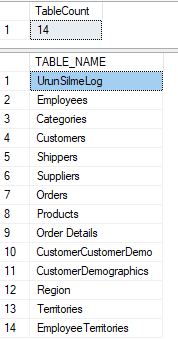 TableCount
1 14
TABLE_NAME
1 UrunSilmeLog
2 Employees
3 Categories
4 Customers
5 Shippers
6 Suppliers
7 Orders
8 Products
9 Order Details
10 CustomerCustomerDemo
11 CustomerDemographics
12 Region
13 Territories
14 EmployeeTerritories